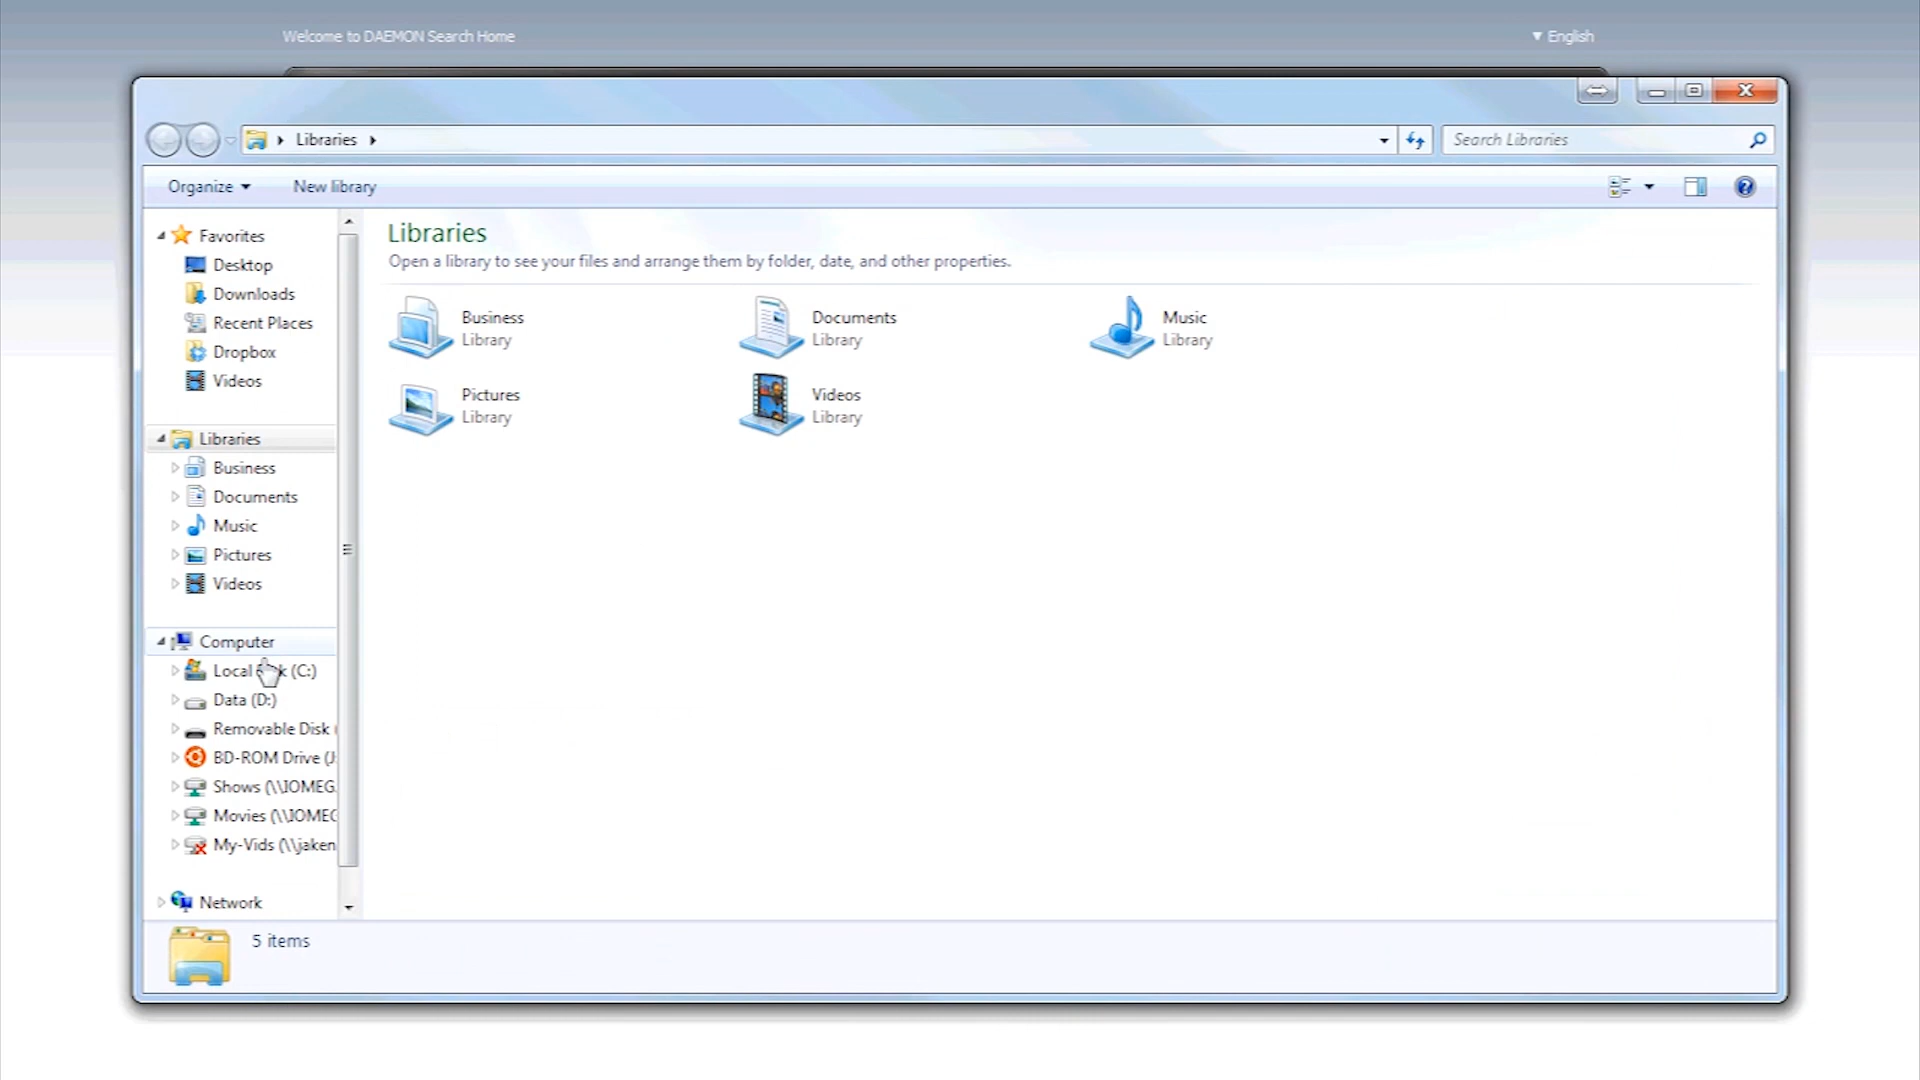 Welcome to DAEMON Search Home
▼ English
Libraries
Search Libraries
Organize
New library
Favorites
Desktop
Downloads
Recent Places
Dropbox
Videos
Libraries
Business
Documents
Music
Pictures
Videos
Computer
Local (C:)
Data (D:)
Removable Disk (
BD-ROM Drive (J:
Shows (\\IOMEG
Movies (\\IOMEG
My-Vids (\\jaken
Network
Libraries
Open a library to see your files and arrange them by folder, date, and other properties.
Business
Library
Documents
Library
Music
Library
Pictures
Library
Videos
Library
5 items